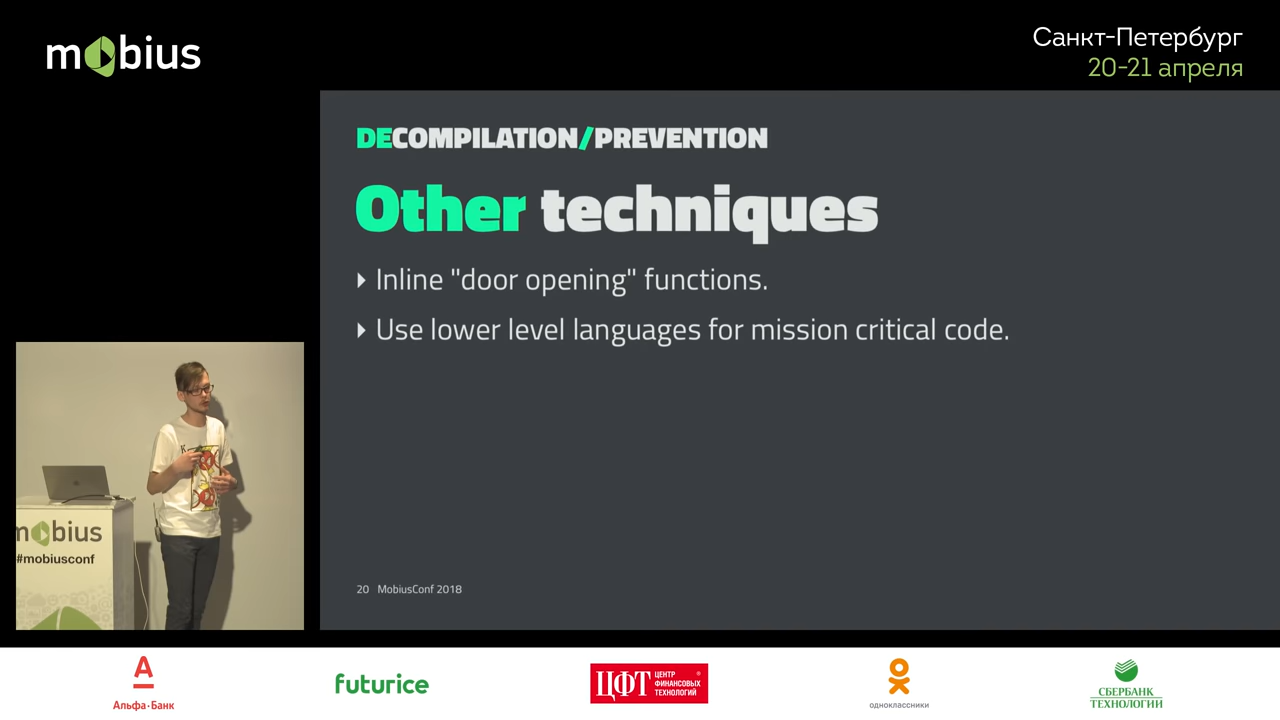 mobius
Санкт-Петербург
20-21 апреля
DECOMPILATION/PREVENTION
Other techniques
Inline "door opening" functions.
Use lower level languages for mission critical code.
K
mobius
#mobiusconf
20 MobiusConf 2018
Альфа·Банк
futurice
ЦФТ
ЦЕНТР
ФИНАНСОВЫХ
ТЕХНОЛОГИЙ
одноклассники
СБЕРБАНК
ТЕХНОЛОГИИ